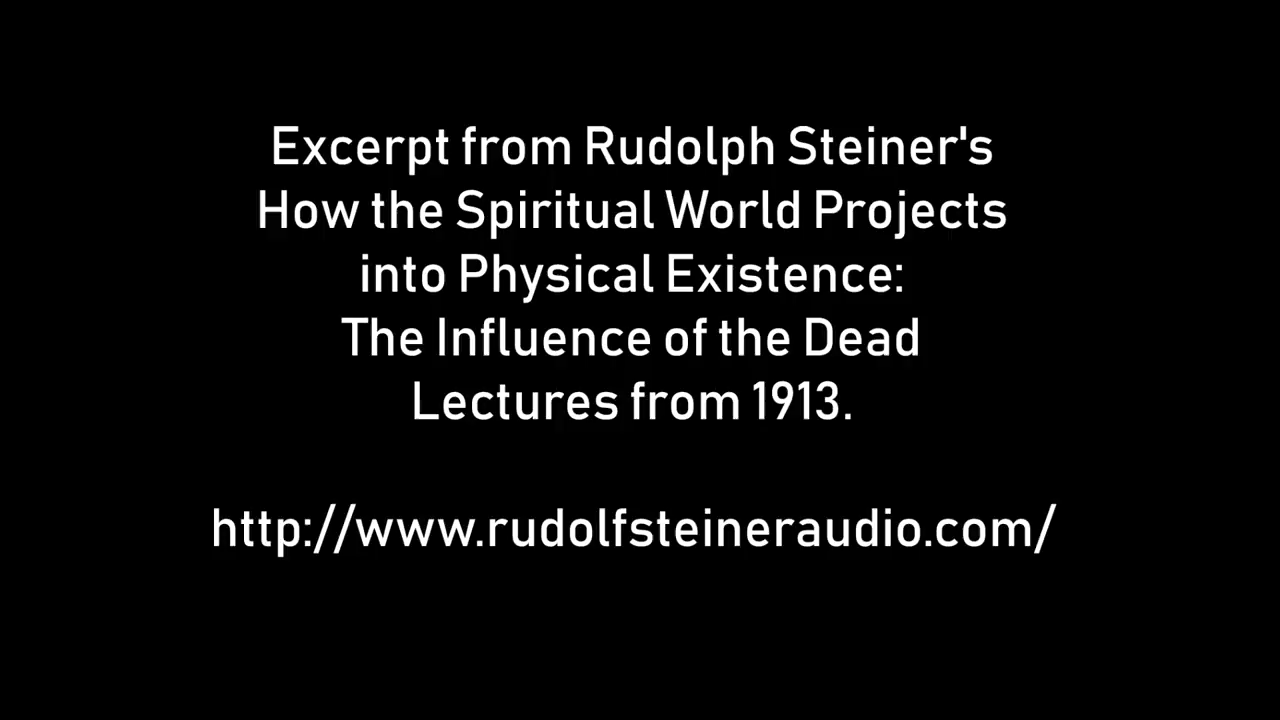 Excerpt from Rudolph Steiner's
How the Spiritual World Projects
into Physical Existence:
The Influence of the Dead
Lectures from 1913.
http://www.rudolfsteineraudio.com/